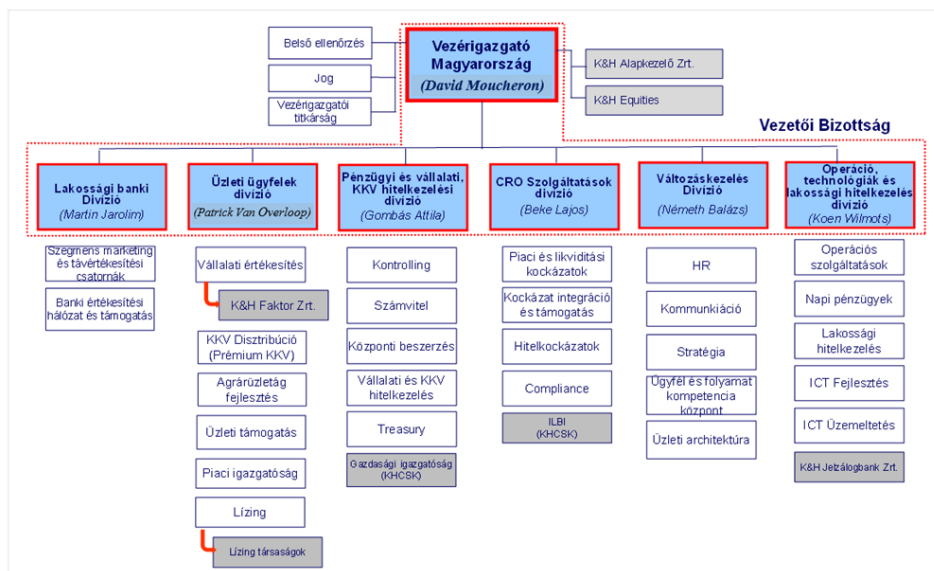 Belső ellenőrzés
Jog
Vezérigazgatói
titkárság
Vezérigazgató
Magyarország
(David Moucheron)
K&H Alapkezelő Zrt.
K&H Equities
Vezetői Bizottság
Lakossági banki
Divízió
(Martin Jarolim)
Üzleti ügyfelek
divízió
(Patrick Van Overloop)
Pénzügyi és vállalati,
KKV hitelkezelési
divízió
(Gombás Attila)
CRO Szolgáltatások
divízió
(Beke Lajos)
Változáskezelés
Divízió
(Németh Balázs)
Operáció,
technológiák és
lakossági hitelkezelés
divízió
(Koen Wilmots)
Szegmens marketing
és távértékesítési
csatornák
Banki értékesítési
hálózat és támogatás
Vállalati értékesítés
K&H Faktor Zrt.
KKV Disztribúció
(Prémium KKV)
Agrárüzletág
fejlesztés
Üzleti támogatás
Piaci igazgatóság
Lízing
Lízing társaságok
Kontrolling
Számvitel
Központi beszerzés
Vállalati és KKV
hitelkezelés
Treasury
Gazdasági igazgatóság
(KHCSK)
Piaci és likviditási
kockázatok
Kockázat integráció
és támogatás
Hitelkockázatok
Compliance
ILBI
(KHCSK)
HR
Kommunkiáció
Stratégia
Ügyfél és folyamat
kompetencia
központ
Üzleti architektúra
Operációs
szolgáltatások
Napi pénzügyek
Lakossági
hitelkezelés
ICT Fejlesztés
ICT Üzemeltetés
K&H Jelzálogbank Zrt.